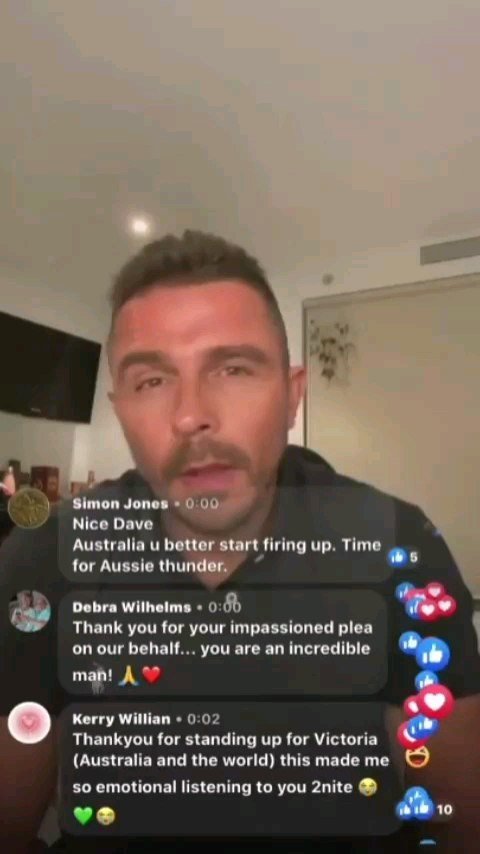 Simon Jones • 0:00
Nice Dave
Australia u better start firing up. Time
for Aussie thunder.
5
Debra Wilhelms • 0:06
Thank you for your impassioned plea
on our behalf... you are an incredible
man! 🙏❤️
Kerry Willian • 0:02
Thankyou for standing up for Victoria
(Australia and the world) this made me
so emotional listening to you 2nite 😭
💚😭
10